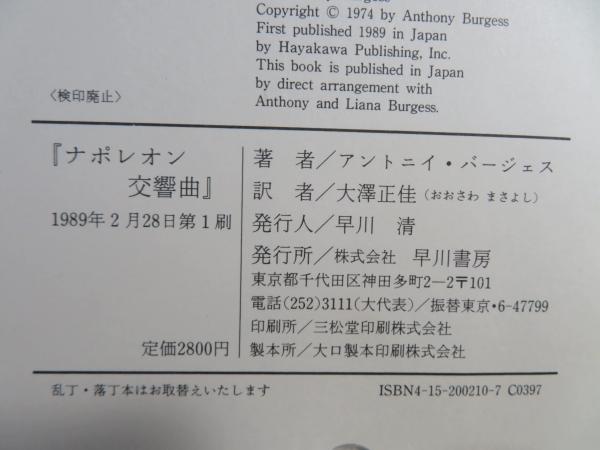 by Anthony Burgess
Copyright © 1974 by Anthony Burgess
First published 1989 in Japan
by Hayakawa Publishing, Inc.
This book is published in Japan
by direct arrangement with
Anthony and Liana Burgess.
〈検印廃止〉
『ナポレオン
交響曲』
1989年2月28日第1刷
定価2800円
著 者/アントニイ・バージェス
訳 者/大澤正佳(おおさわ まさよし)
発行人/早川 清
発行所/株式会社 早川書房
東京都千代田区神田多町2−2〒101
電話(252)3111(大代表)/振替東京・6-47799
印刷所/三松堂印刷株式会社
製本所/大口製本印刷株式会社
乱丁・落丁本はお取替えいたします
ISBN4-15-200210-7 C0397